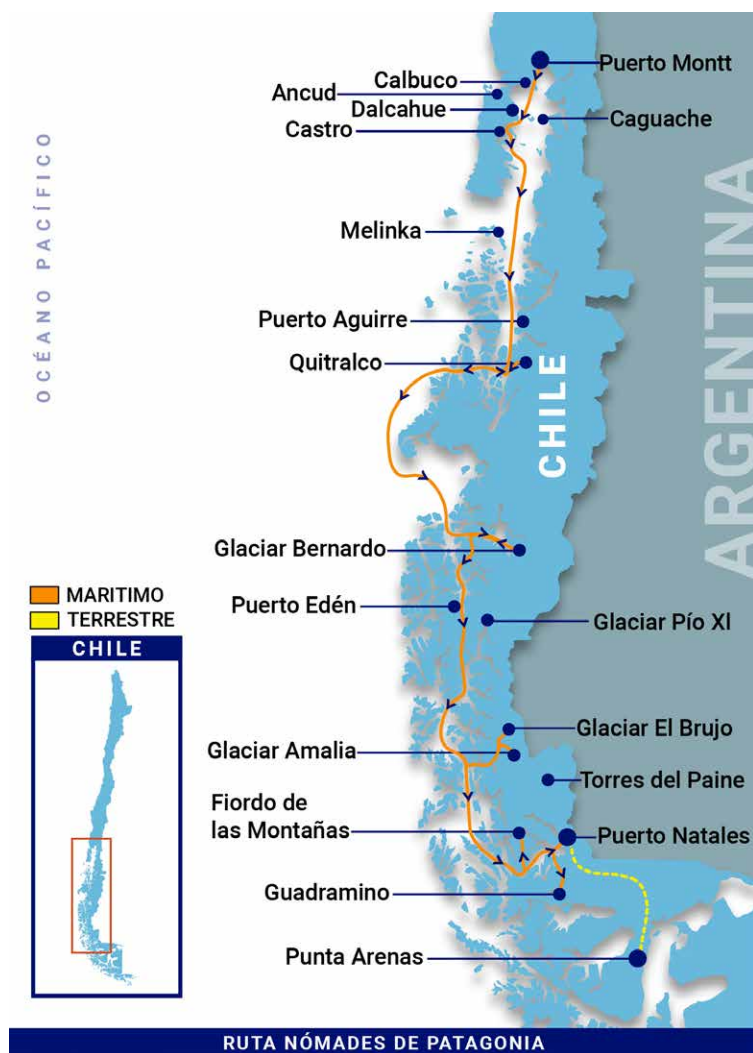 Puerto Montt
Calbuco
Ancud
Dalcahue
Caguache
Castro
OCÉANO PACÍFICO
ARGENTINA
Melinka
Puerto Aguirre
Quitralco
CHILE
Glaciar Bernardo
Puerto Edén
Glaciar Pío Xl
MARITIMO
TERRESTRE
CHILE
Glaciar El Brujo
Glaciar Amalia
Torres del Paine
Fiordo de
las Montañas
Puerto Natales
Guadramino
Punta Arenas
RUTA NÓMADES DE PATAGONIA